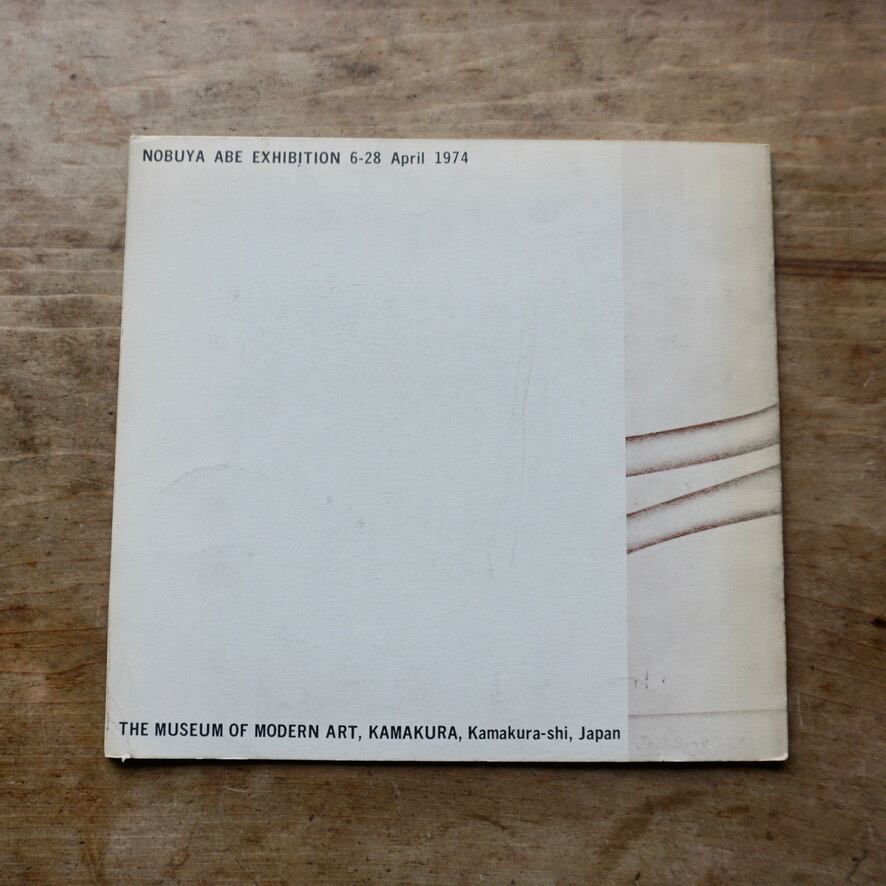 NOBUYA ABE EXHIBITION 6-28 April 1974
THE MUSEUM OF MODERN ART, KAMAKURA, Kamakura-shi, Japan